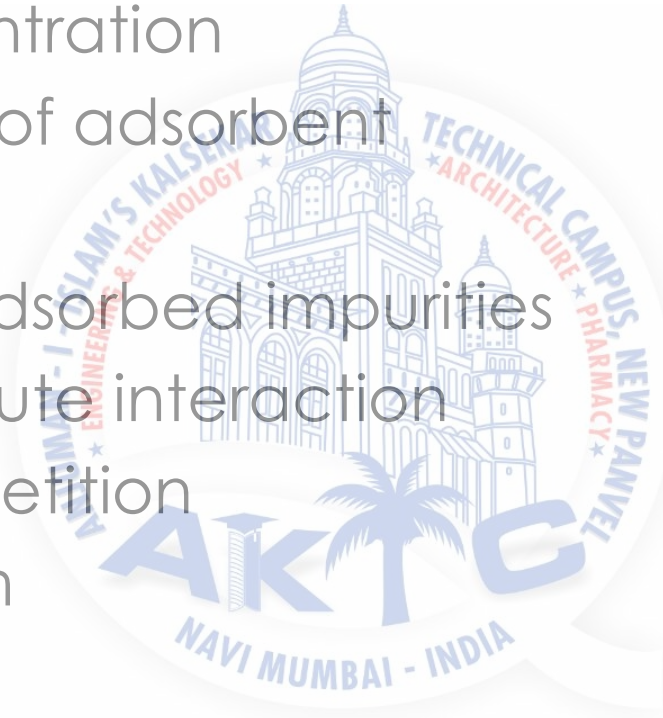 ntration
of adsorbent
dsorbed impurities
ute interaction
etition
n
ANJUMAN - I - ISLAM'S KALSEKAR TECHNICAL CAMPUS, NEW PANVEL
★ ENGINEERING & TECHNOLOGY ★ ★ARCHITECTURE ★ PHARMACY★
AKTC
NAVI MUMBAI - INDIA